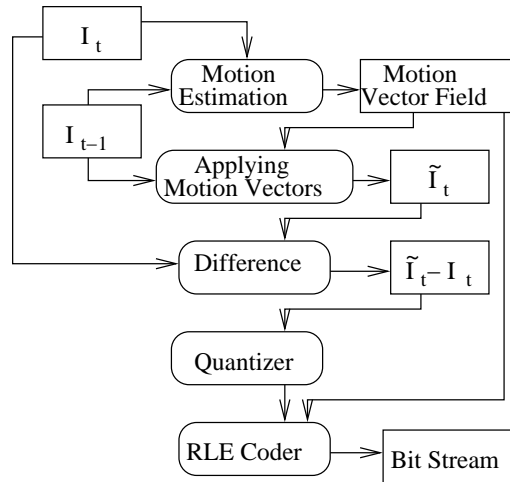 I t
Motion
Estimation
Motion
Vector Field
I t–1
Applying
Motion Vectors
Ĩ t
Difference
Ĩ t – I t
Quantizer
RLE Coder
Bit Stream